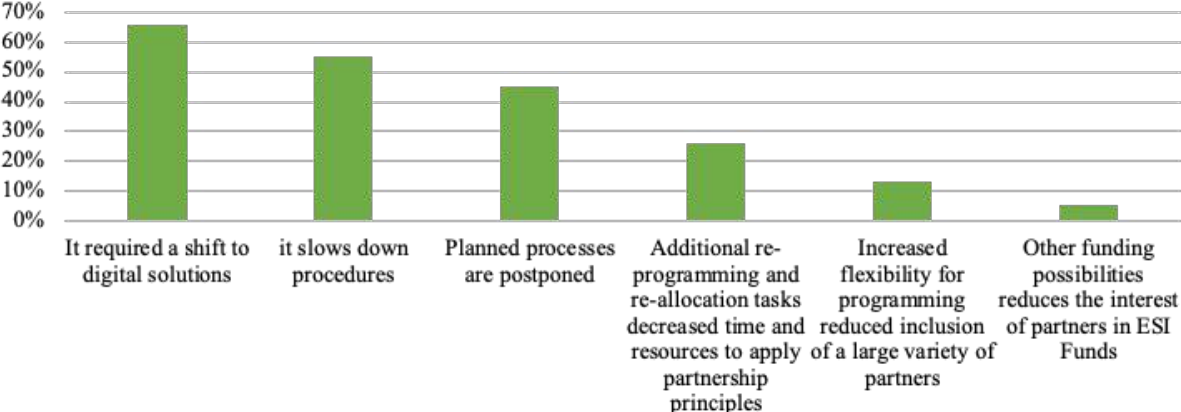 70%
60%
50%
40%
30%
20%
10%
0%
It required a shift to
digital solutions
it slows down
procedures
Planned processes
are postponed
Additional re-
programming and
re-allocation tasks
decreased time and
resources to apply
partnership
principles
Increased
flexibility for
programming
reduced inclusion
of a large variety of
partners
Other funding
possibilities
reduces the interest
of partners in ESI
Funds